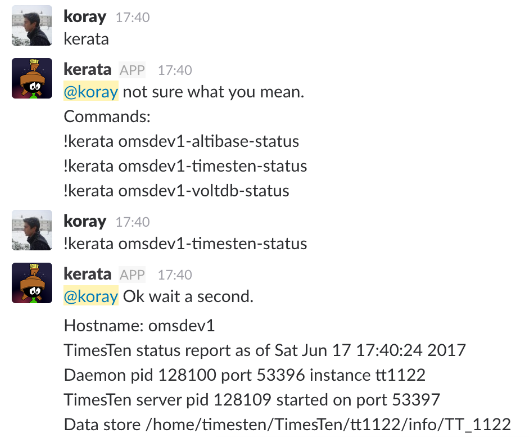 koray 17:40
kerata
kerata APP 17:40
@koray not sure what you mean.
Commands:
!kerata omsdev1-altibase-status
!kerata omsdev1-timesten-status
!kerata omsdev1-voltdb-status
koray 17:40
!kerata omsdev1-timesten-status
kerata APP 17:40
@koray Ok wait a second.
Hostname: omsdev1
TimesTen status report as of Sat Jun 17 17:40:24 2017
Daemon pid 128100 port 53396 instance tt1122
TimesTen server pid 128109 started on port 53397
Data store /home/timesten/TimesTen/tt1122/info/TT_1122